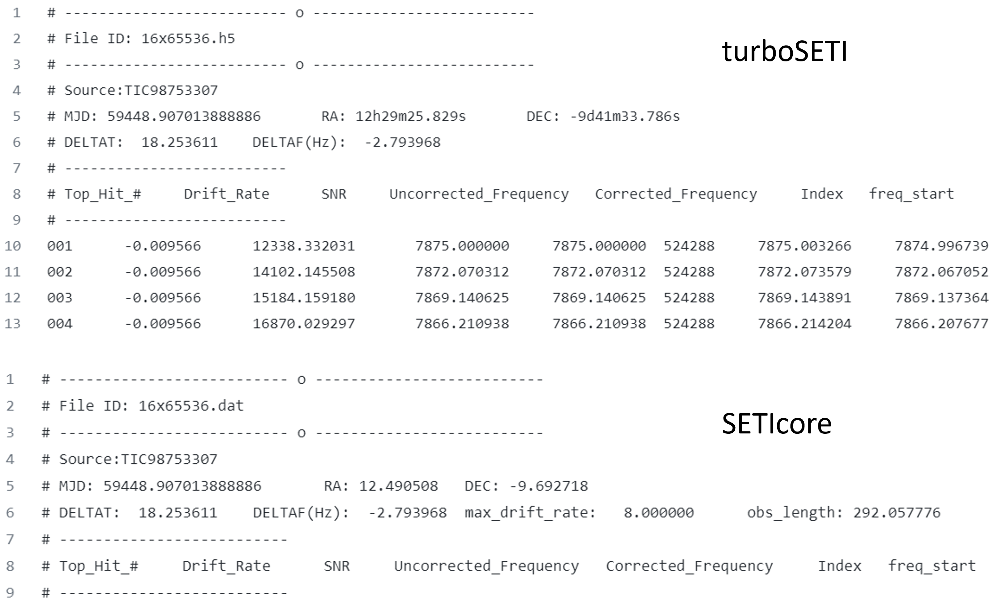 1 # -------------------------- o --------------------------
2 # File ID: 16x65536.h5
turboSETI
3 # -------------------------- o --------------------------
4 # Source:TIC98753307
5 # MJD: 59448.907013888886 RA: 12h29m25.829s DEC: -9d41m33.786s
6 # DELTAT: 18.253611 DELTAF(Hz): -2.793968
7 # --------------------------
8 # Top_Hit_# Drift_Rate SNR Uncorrected_Frequency Corrected_Frequency Index freq_start
9 # --------------------------
10 001 -0.009566 12338.332031 7875.000000 7875.000000 524288 7875.003266 7874.996739
11 002 -0.009566 14102.145508 7872.070312 7872.070312 524288 7872.073579 7872.067052
12 003 -0.009566 15184.159180 7869.140625 7869.140625 524288 7869.143891 7869.137364
13 004 -0.009566 16870.029297 7866.210938 7866.210938 524288 7866.214204 7866.207677
1 # -------------------------- o --------------------------
2 # File ID: 16x65536.dat
SETIcore
3 # -------------------------- o --------------------------
4 # Source:TIC98753307
5 # MJD: 59448.907013888886 RA: 12.490508 DEC: -9.692718
6 # DELTAT: 18.253611 DELTAF(Hz): -2.793968 max_drift_rate: 8.000000 obs_length: 292.057776
7 # --------------------------
8 # Top_Hit_# Drift_Rate SNR Uncorrected_Frequency Corrected_Frequency Index freq_start
9 # --------------------------